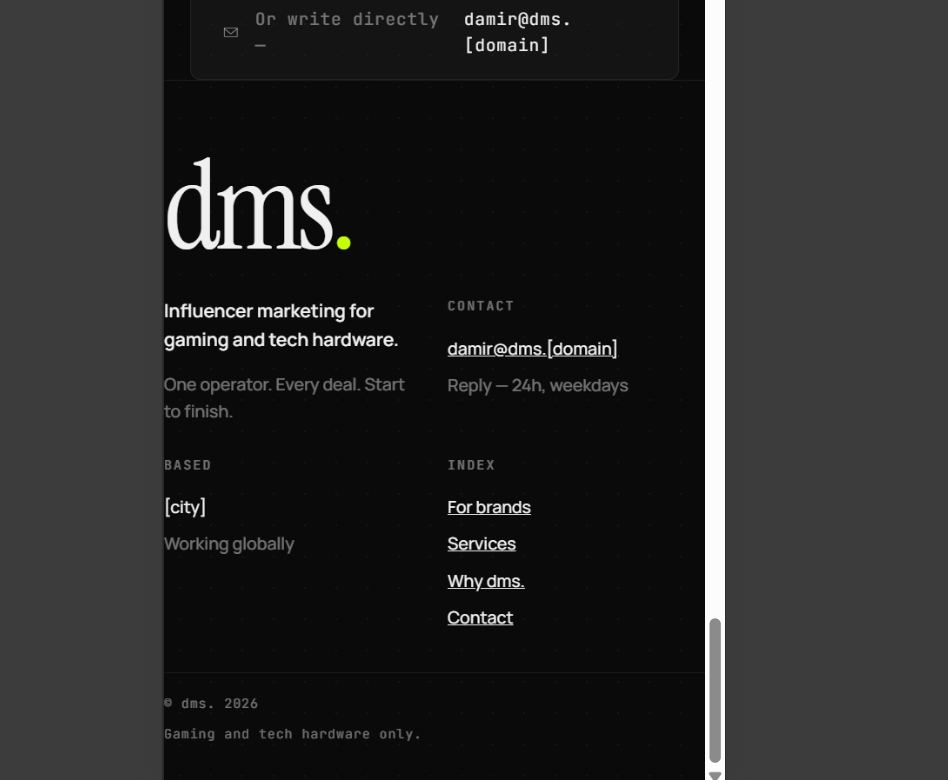 Or write directly
—
damir@dms.
[domain]
dms.
Influencer marketing for
gaming and tech hardware.
One operator. Every deal. Start
to finish.
CONTACT
damir@dms.[domain]
Reply — 24h, weekdays
BASED
[city]
Working globally
INDEX
For brands
Services
Why dms.
Contact
© dms. 2026
Gaming and tech hardware only.